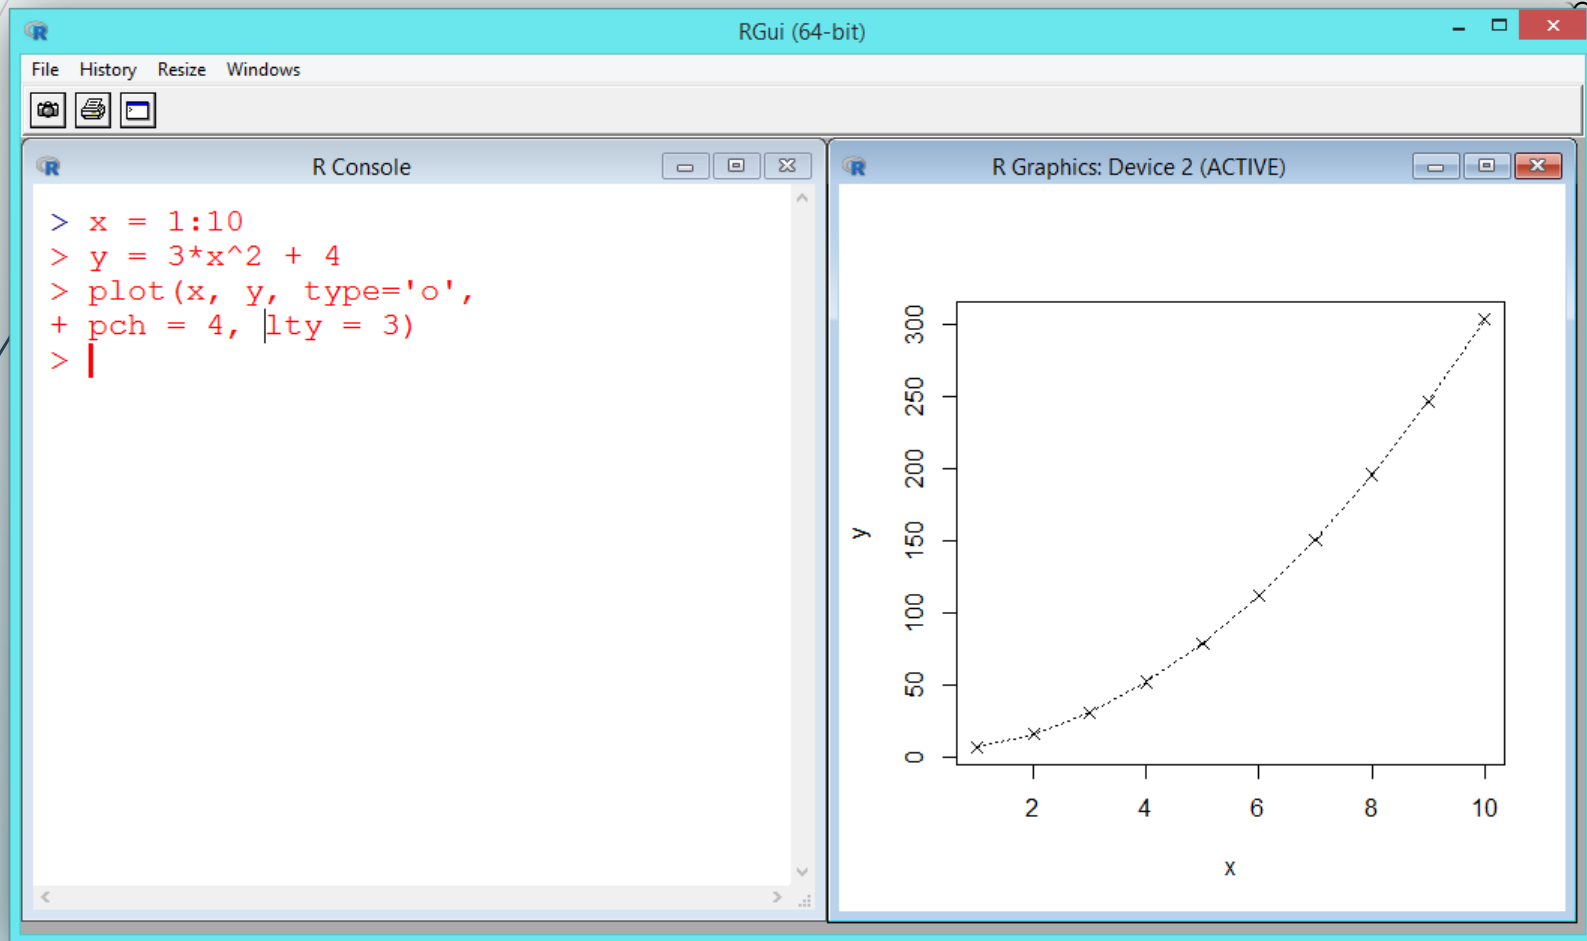 RGui (64-bit)
File History Resize Windows
R Console
> x = 1:10
> y = 3*x^2 + 4
> plot(x, y, type='o',
+ pch = 4, lty = 3)
>
R Graphics: Device 2 (ACTIVE)
300
250
200
150
100
50
0
y
2 4 6 8 10
x